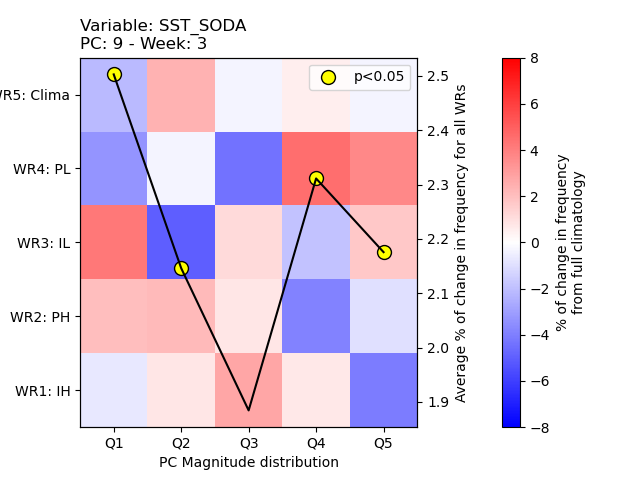 Variable: SST_SODA
PC: 9 - Week: 3
p<0.05
WR5: Clima
WR4: PL
WR3: IL
WR2: PH
WR1: IH
Q1 Q2 Q3 Q4 Q5
PC Magnitude distribution
2.5
2.4
2.3
2.2
2.1
2.0
1.9
Average % of change in frequency for all WRs
8
6
4
2
0
−2
−4
−6
−8
% of change in frequency
from full climatology